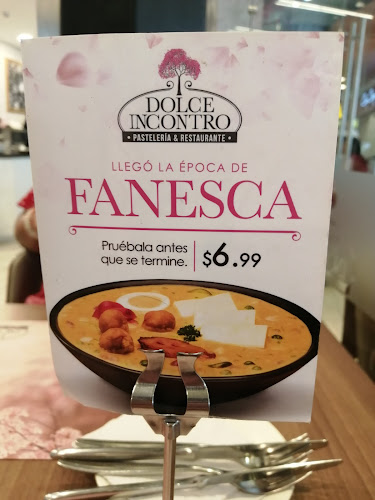 DOLCE
INCONTRO
• PASTELERÍA & RESTAURANTE •
LLEGÓ LA ÉPOCA DE
FANESCA
Pruébala antes
que se termine.
$6.99